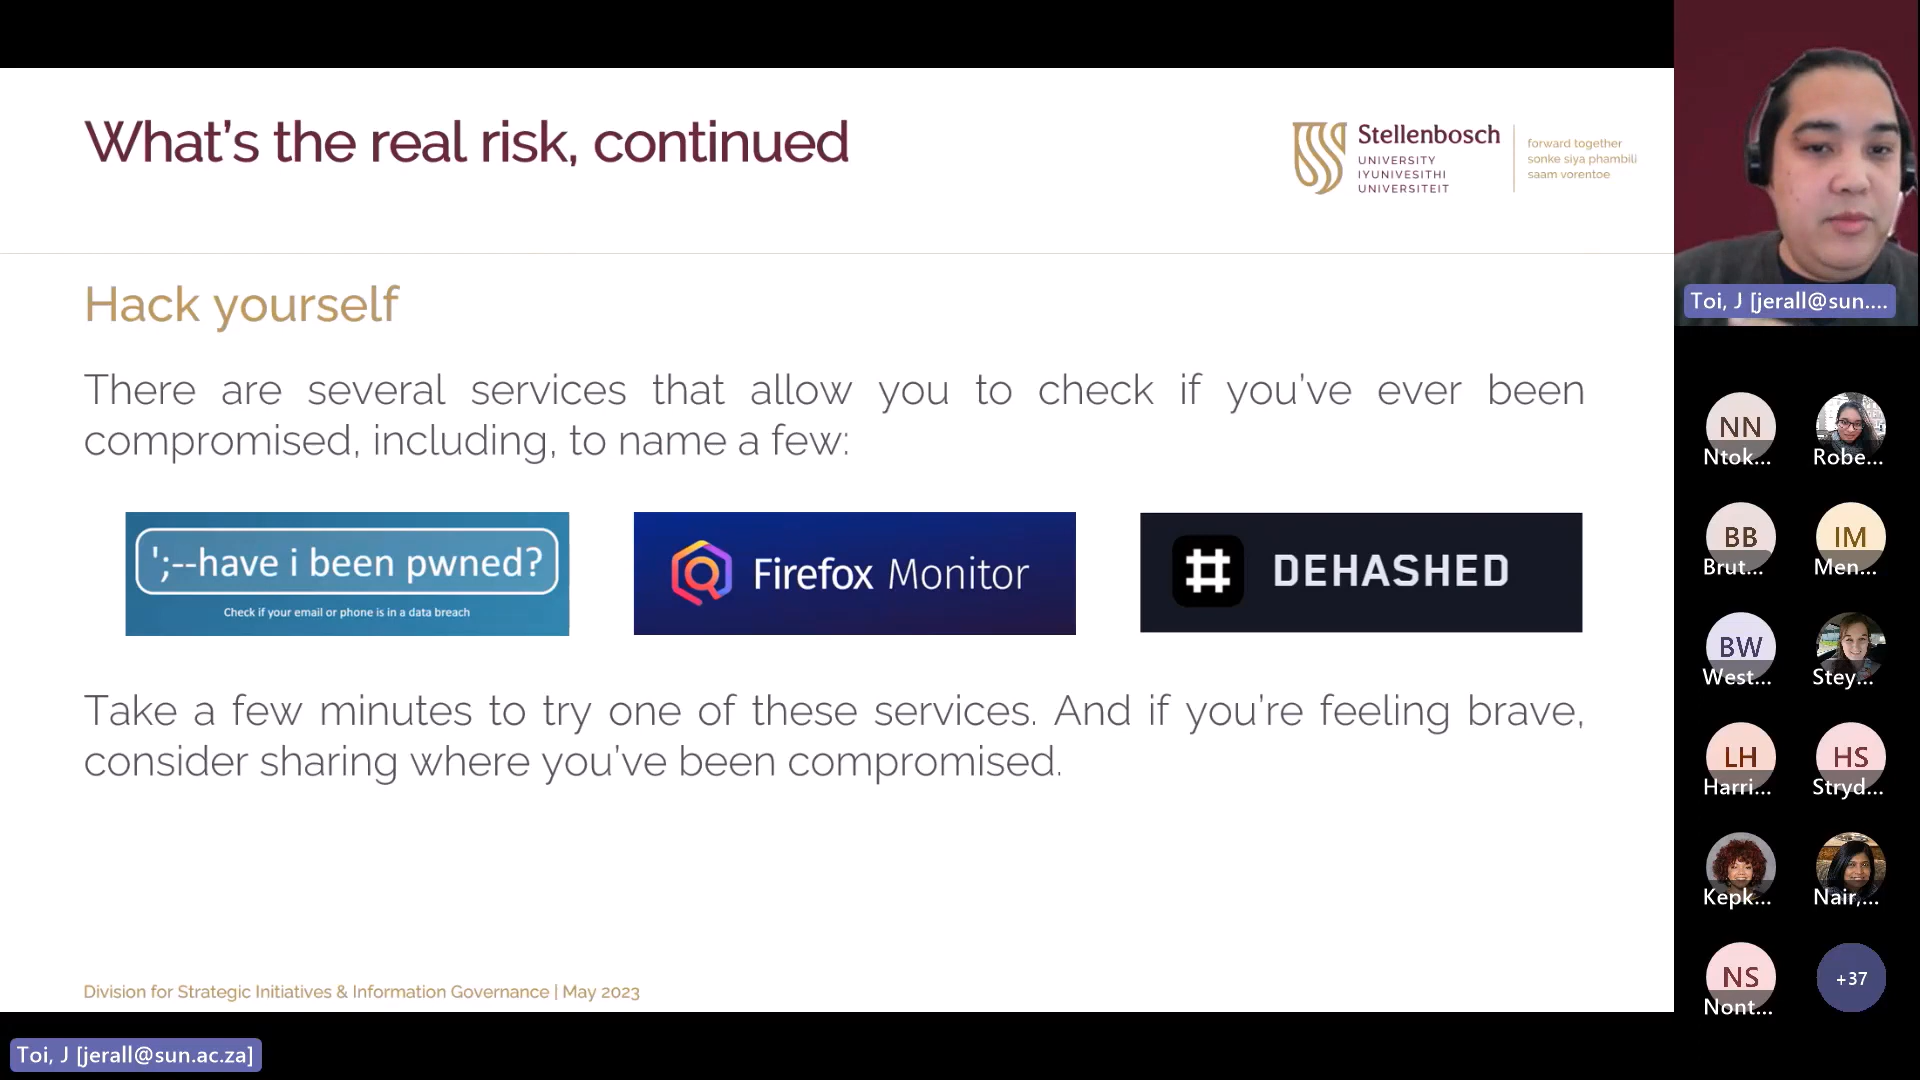 What's the real risk, continued
Stellenbosch
UNIVERSITY
IYUNIVESITHI
UNIVERSITEIT
forward together
sonke siya phambili
saam vorentoe
Hack yourself
There are several services that allow you to check if you've ever been
compromised, including, to name a few:
';--have i been pwned?
Check if your email or phone is in a data breach
Firefox Monitor
DEHASHED
Take a few minutes to try one of these services. And if you're feeling brave,
consider sharing where you've been compromised.
Division for Strategic Initiatives & Information Governance | May 2023
Toi, J [jerall@sun.ac.za]
Toi, J [jerall@sun....
NN
Ntok...
Robe...
BB
Brut...
IM
Men...
BW
West...
Stey...
LH
Harri...
HS
Stryd...
Kepk...
Nair,...
NS
Nont...
+37